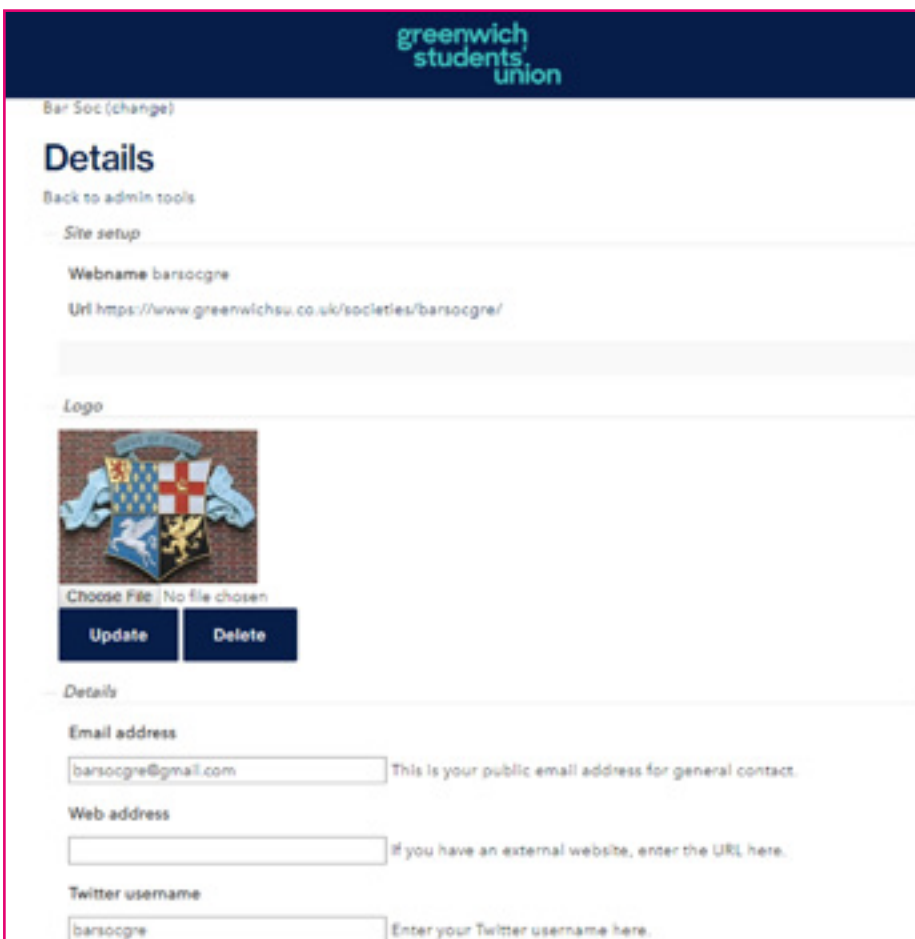 greenwich
students'
union
Bar Soc (change)
Details
Back to admin tools
Site setup
Webname barsocgre
Url https://www.greenwichsu.co.uk/societies/barsocgre/
Logo
Choose File No file chosen
Update Delete
Details
Email address
barsocgre@gmail.com This is your public email address for general contact.
Web address
If you have an external website, enter the URL here.
Twitter username
barsocgre Enter your Twitter username here.